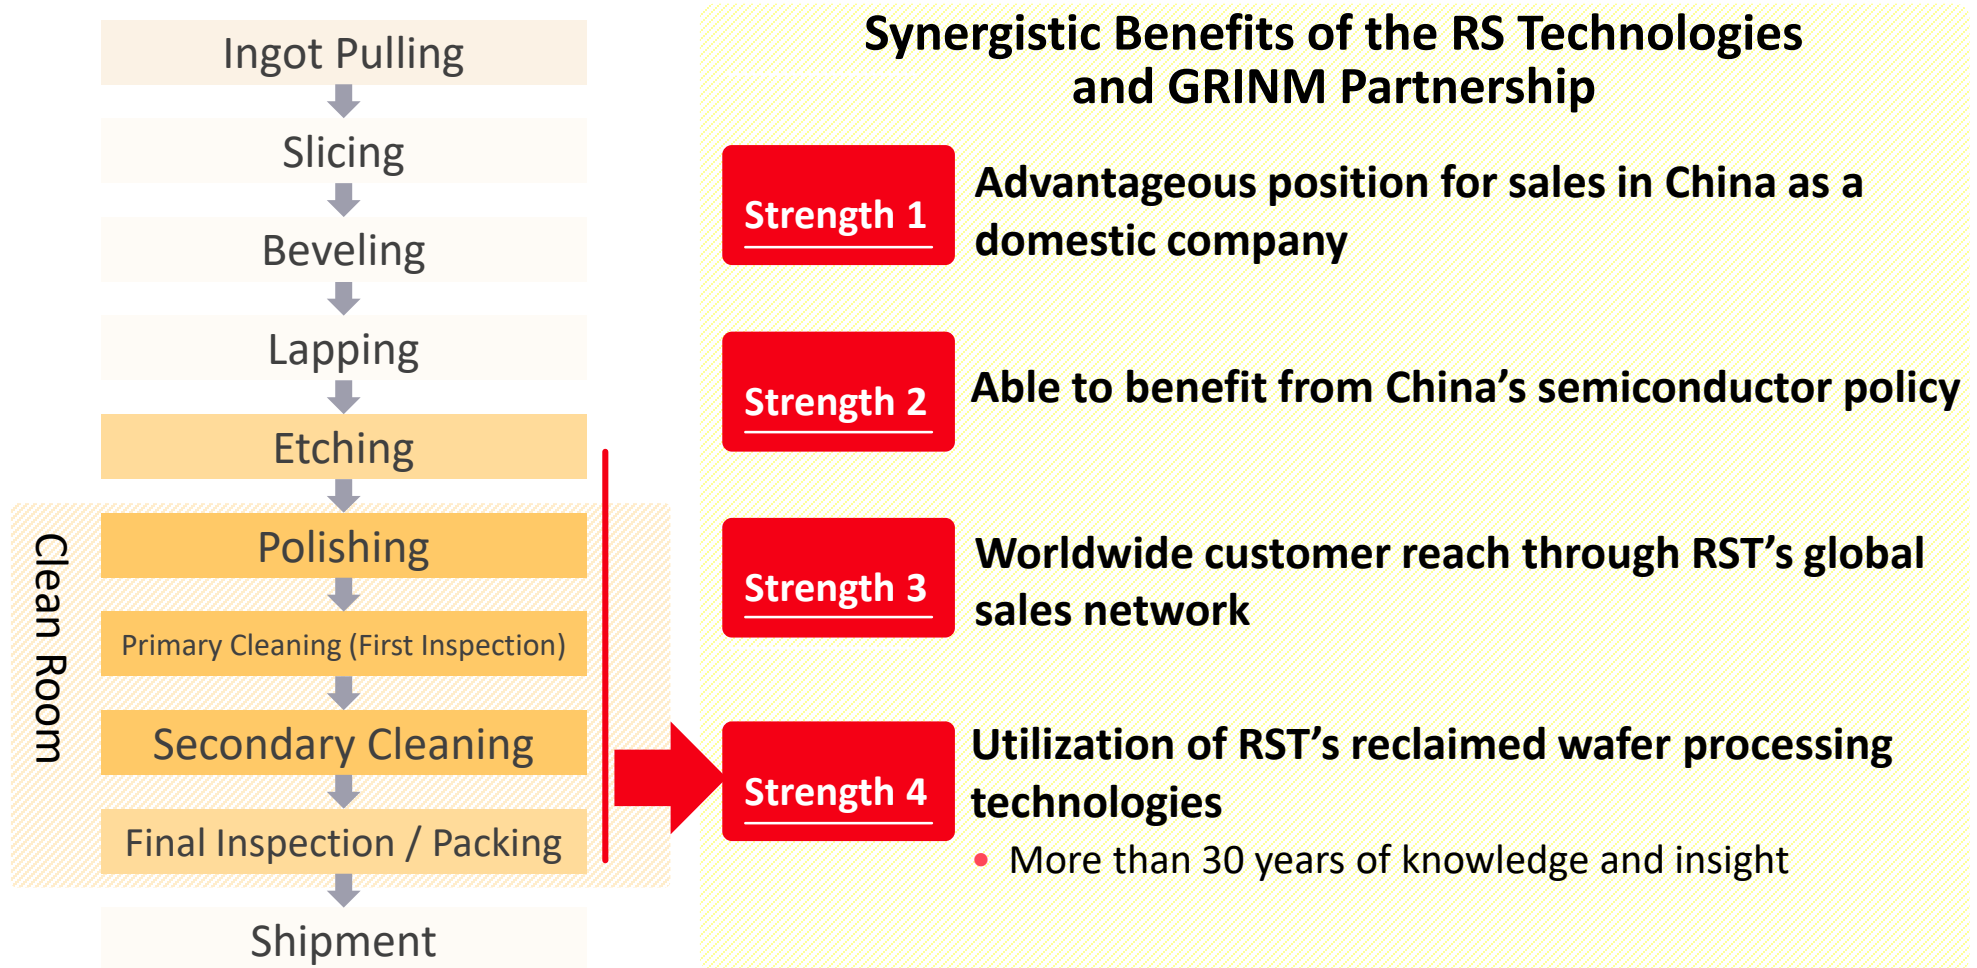 Ingot Pulling
Slicing
Beveling
Lapping
Etching
Clean Room
Polishing
Primary Cleaning (First Inspection)
Secondary Cleaning
Final Inspection / Packing
Shipment
Synergistic Benefits of the RS Technologies
and GRINM Partnership
Strength 1
Advantageous position for sales in China as a
domestic company
Strength 2
Able to benefit from China’s semiconductor policy
Strength 3
Worldwide customer reach through RST’s global
sales network
Strength 4
Utilization of RST’s reclaimed wafer processing
technologies
• More than 30 years of knowledge and insight